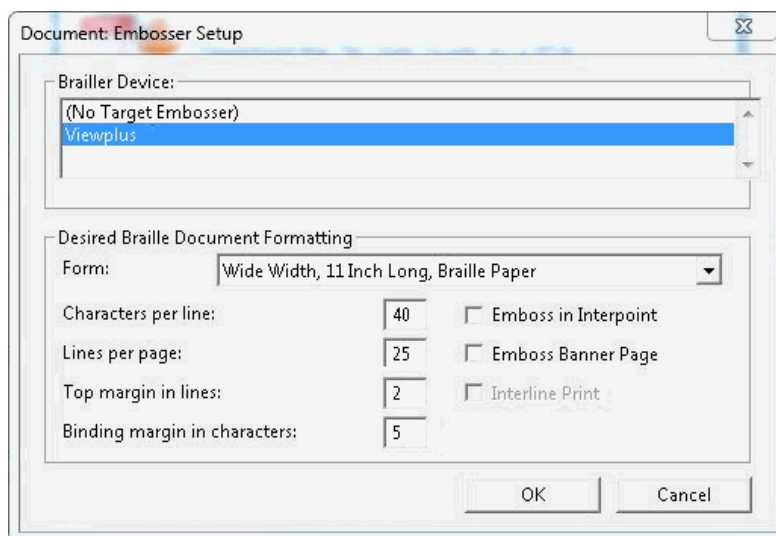 Document: Embosser Setup
Brailler Device:
(No Target Embosser)
Viewplus
Desired Braille Document Formatting
Form: Wide Width, 11 Inch Long, Braille Paper
Characters per line: 40 Emboss in Interpoint
Lines per page: 25 Emboss Banner Page
Top margin in lines: 2 Interline Print
Binding margin in characters: 5
OK Cancel